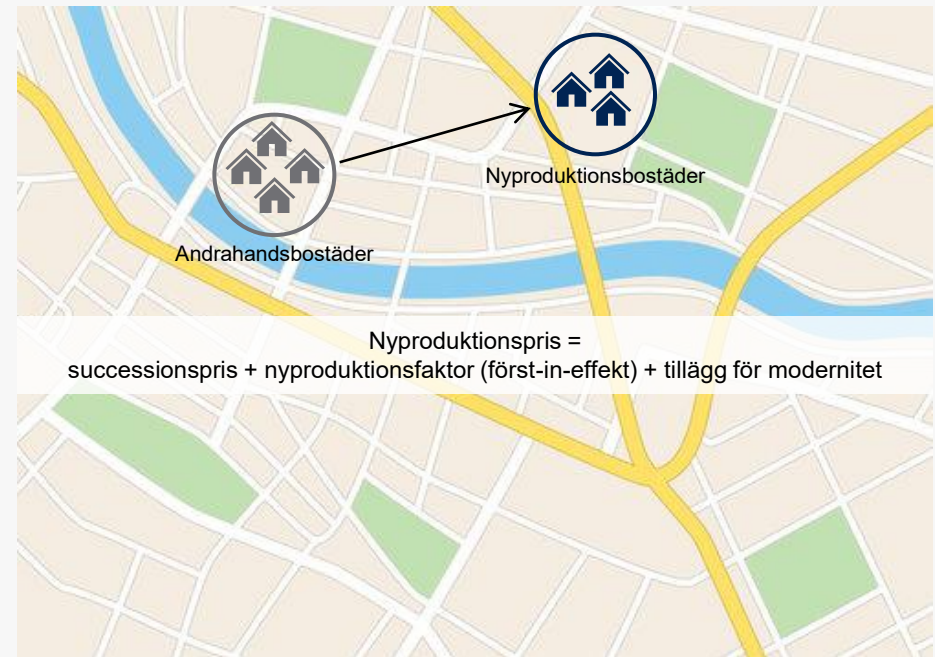 Nyproduktionsbostäder
Andrahandsbostäder
Nyproduktionspris =
successionspris + nyproduktionsfaktor (först-in-effekt) + tillägg för modernitet